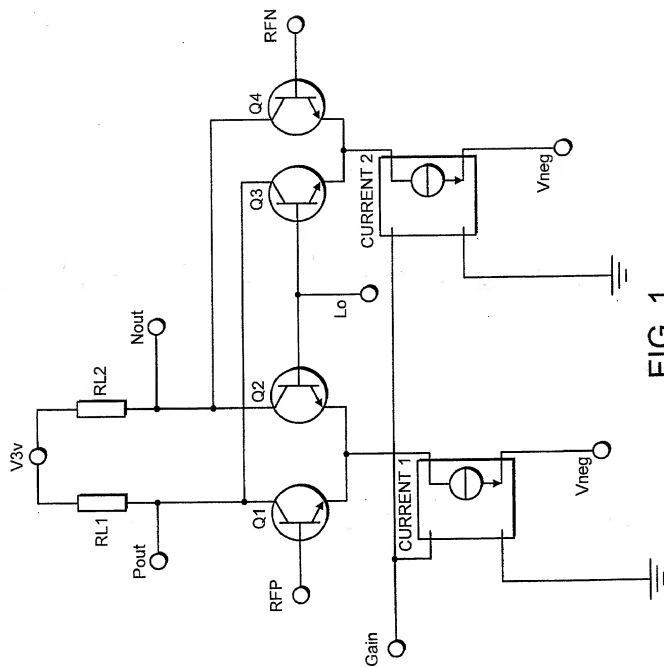 V3v
RL1
RL2
Pout
Nout
Q1
Q2
Q3
Q4
RFP
RFN
Lo
Gain
CURRENT 1
CURRENT 2
Vneg
Vneg
FIG. 1